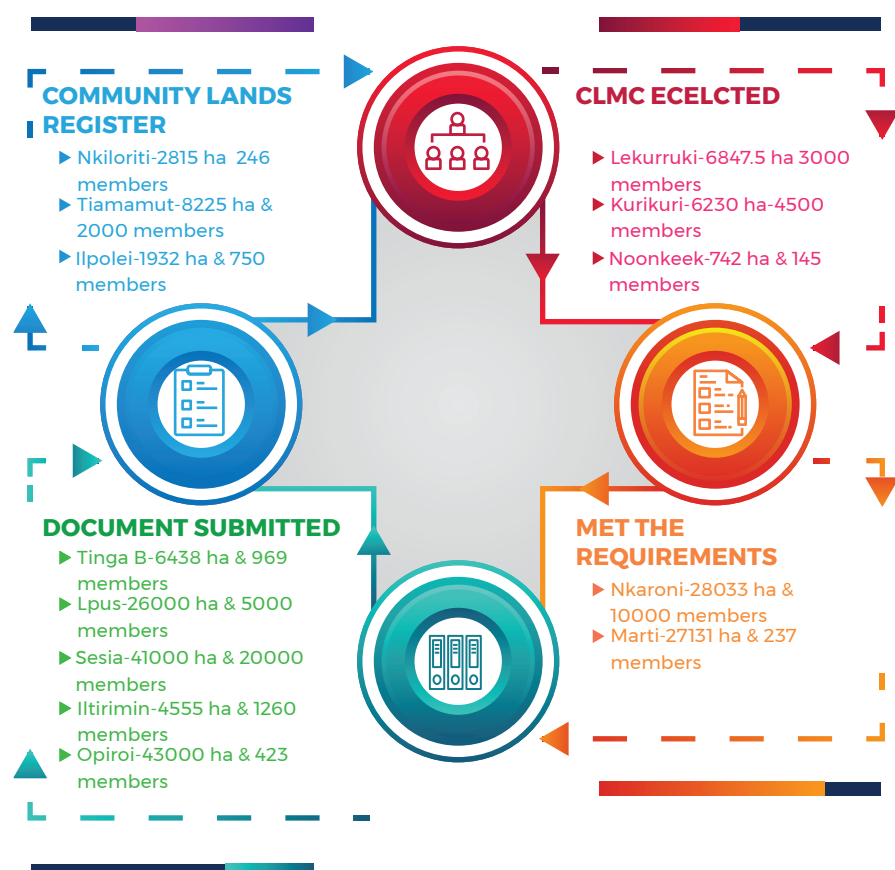 COMMUNITY LANDS
REGISTER
Nkiloriti-2815 ha 246
members
Tiamamut-8225 ha &
2000 members
Ilpolei-1932 ha & 750
members
CLMC ECELCTED
Lekurruki-6847.5 ha 3000
members
Kurikuri-6230 ha-4500
members
Noonkeek-742 ha & 145
members
DOCUMENT SUBMITTED
Tinga B-6438 ha & 969
members
Lpus-26000 ha & 5000
members
Sesia-41000 ha & 20000
members
Iltirimin-4555 ha & 1260
members
Opiroi-43000 ha & 423
members
MET THE
REQUIREMENTS
Nkaroni-28033 ha &
10000 members
Marti-27131 ha & 237
members